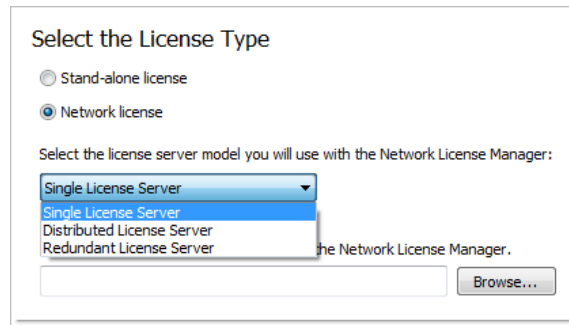 Select the License Type
Stand-alone license
Network license
Select the license server model you will use with the Network License Manager:
Single License Server
Single License Server
Distributed License Server
Redundant License Server
the Network License Manager.
Browse...